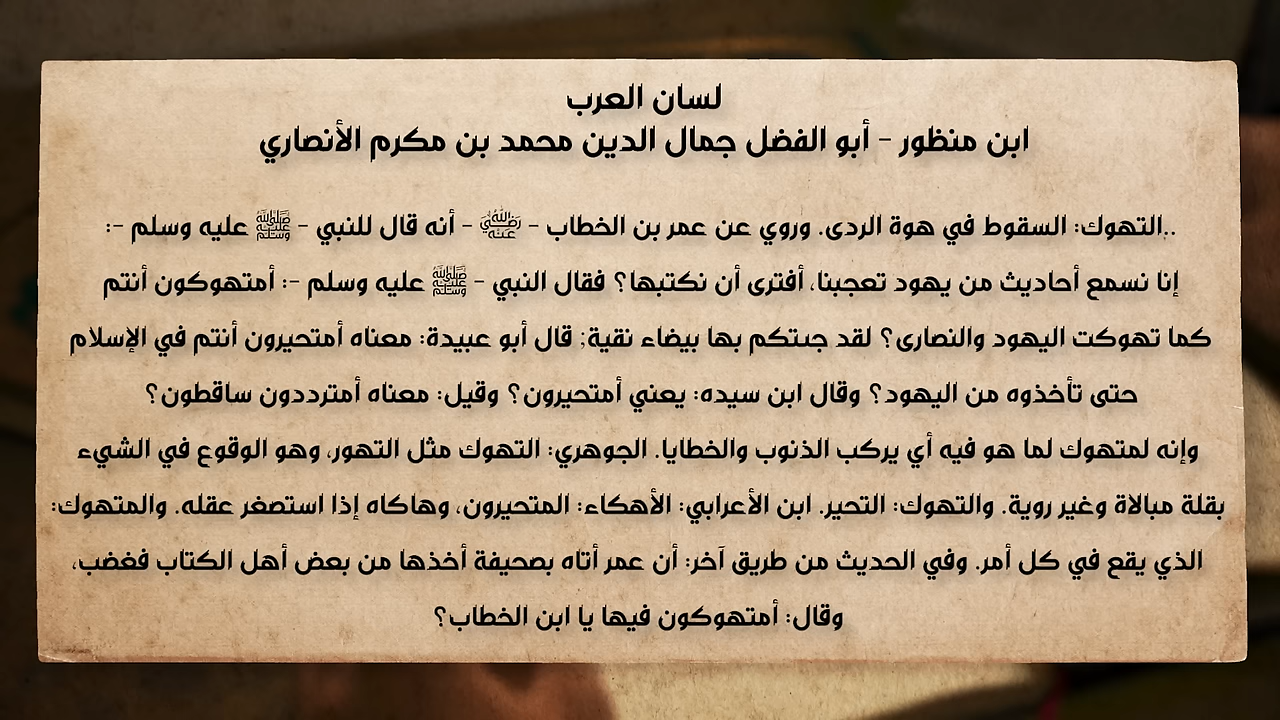 لسان العرب
ابن منظور - أبو الفضل جمال الدين محمد بن مكرم الأنصاري
..التهوك: السقوط في هوة الردى. وروي عن عمر بن الخطاب - رضي الله عنه - أنه قال للنبي - ﷺ عليه وسلم -:
إنا نسمع أحاديث من يهود تعجبنا، أفترى أن نكتبها؟ فقال النبي - ﷺ عليه وسلم -: أمتهوكون أنتم
كما تهوكت اليهود والنصارى؟ لقد جئتكم بها بيضاء نقية; قال أبو عبيدة: معناه أمتحيرون أنتم في الإسلام
حتى تأخذوه من اليهود؟ وقال ابن سيده: يعني أمتحيرون؟ وقيل: معناه أمترددون ساقطون؟
وإنه لمتهوك لما هو فيه أي يركب الذنوب والخطايا. الجوهري: التهوك مثل التهور، وهو الوقوع في الشيء
بقلة مبالاة وغير روية. والتهوك: التحير. ابن الأعرابي: الأهكاء: المتحيرون، وهاكاه إذا استصغر عقله. والمتهوك:
الذي يقع في كل أمر. وفي الحديث من طريق آخر: أن عمر أتاه بصحيفة أخذها من بعض أهل الكتاب فغضب،
وقال: أمتهوكون فيها يا ابن الخطاب؟